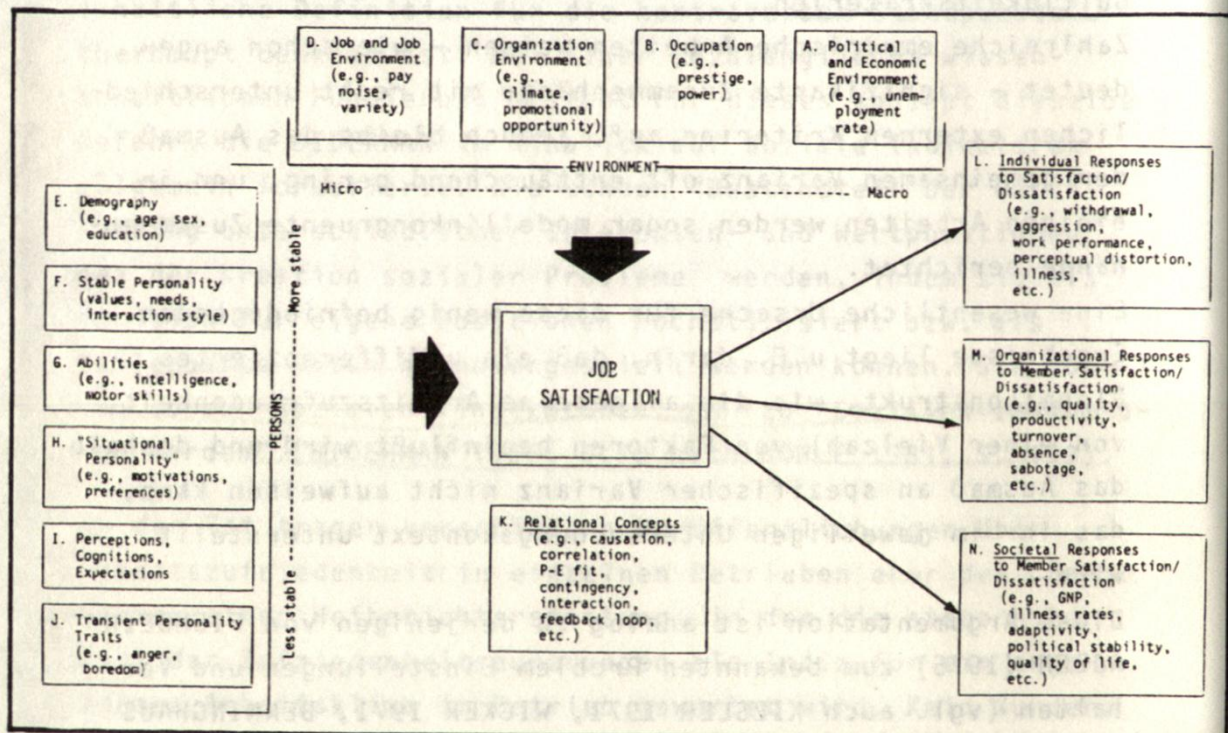 D. Job and Job
Environment
(e.g., pay
noise,
variety)
C. Organization
Environment
(e.g.,
climate,
promotional
opportunity)
B. Occupation
(e.g.,
prestige,
power)
A. Political
and Economic
Environment
(e.g., unem-
ployment
rate)
ENVIRONMENT
Micro
Macro
E. Demography
(e.g., age, sex,
education)
F. Stable Personality
(values, needs,
interaction style)
G. Abilities
(e.g., intelligence,
motor skills)
H. "Situational
Personality"
(e.g., motivations,
preferences)
I. Perceptions,
Cognitions,
Expectations
J. Transient Personality
Traits
(e.g., anger,
boredom)
PERSONS
More stable
Less stable
JOB
SATISFACTION
K. Relational Concepts
(e.g., duration,
correlation,
P-E fit,
contingency,
interaction,
feedback loop,
etc.)
L. Individual Responses
to Satisfaction/
Dissatisfaction
(e.g., withdrawal,
aggression,
work performance,
perceptual distortion,
illness,
etc.)
M. Organizational Responses
to Member Satisfaction/
Dissatisfaction
(e.g., quality,
productivity,
turnover,
absence,
sabotage,
etc.)
N. Societal Responses
to Member Satisfaction/
Dissatisfaction
(e.g., GNP,
illness rates,
adaptivity,
political stability,
quality of life,
etc.)